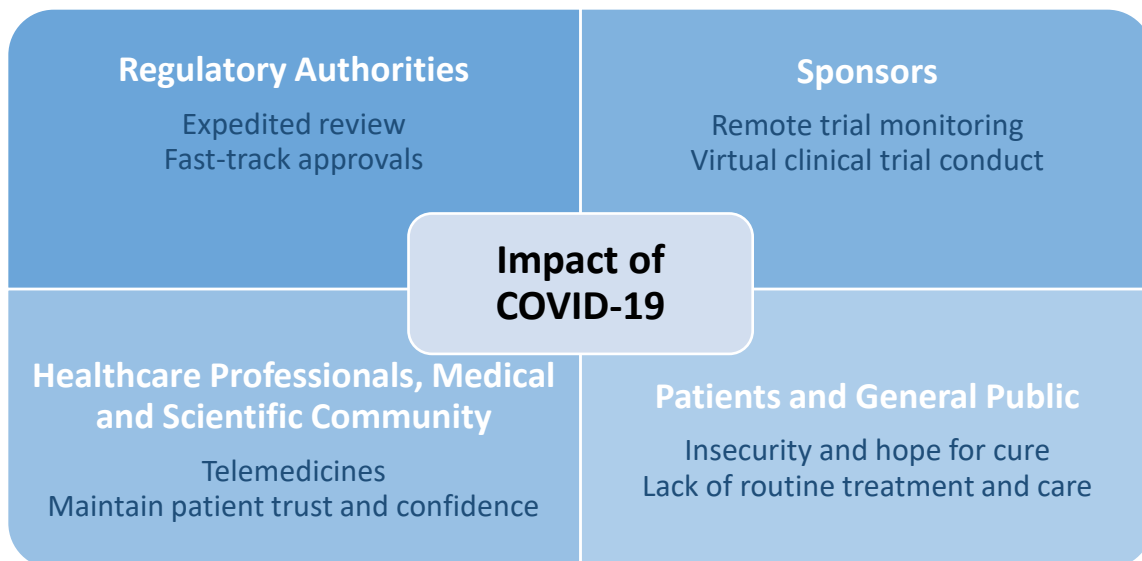 Regulatory Authorities
Expedited review
Fast-track approvals
Sponsors
Remote trial monitoring
Virtual clinical trial conduct
Impact of
COVID-19
Healthcare Professionals, Medical
and Scientific Community
Telemedicines
Maintain patient trust and confidence
Patients and General Public
Insecurity and hope for cure
Lack of routine treatment and care